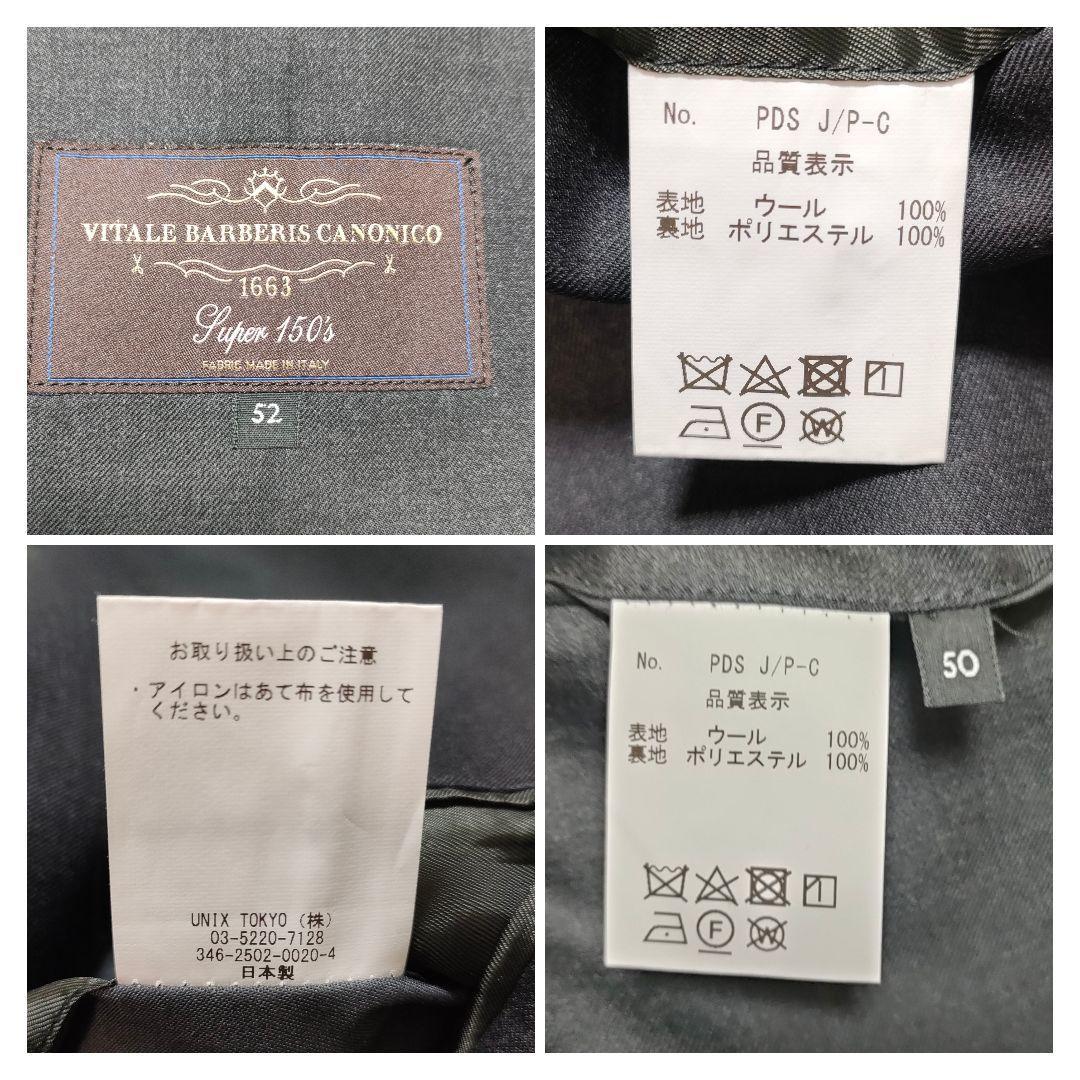 VITALE BARBERIS CANONICO
1663
Super 150's
FABRIC MADE IN ITALY
52
No. PDS J/P-C
品質表示
表地 ウール 100%
裏地 ポリエステル 100%
F
W
お取り扱い上のご注意
・アイロンはあて布を使用して
ください。
UNIX TOKYO (株)
03-5220-7128
346-2502-0020-4
日本製
50
No. PDS J/P-C
品質表示
表地 ウール 100%
裏地 ポリエステル 100%
F
W